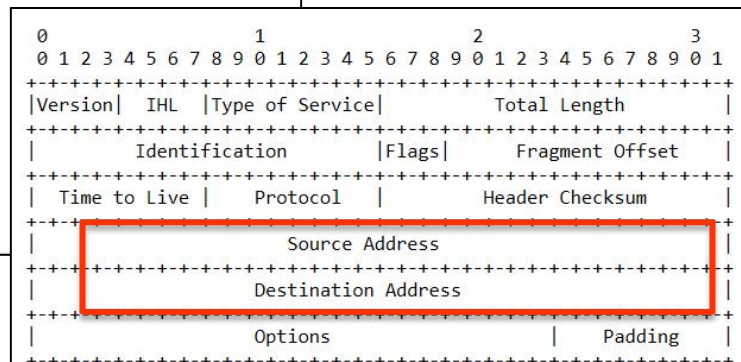 0                   1                   2                   3
0 1 2 3 4 5 6 7 8 9 0 1 2 3 4 5 6 7 8 9 0 1 2 3 4 5 6 7 8 9 0 1
+-+-+-+-+-+-+-+-+-+-+-+-+-+-+-+-+-+-+-+-+-+-+-+-+-+-+-+-+-+-+-+-+
|Version|  IHL  |Type of Service|          Total Length         |
+-+-+-+-+-+-+-+-+-+-+-+-+-+-+-+-+-+-+-+-+-+-+-+-+-+-+-+-+-+-+-+-+
|         Identification        |Flags|      Fragment Offset    |
+-+-+-+-+-+-+-+-+-+-+-+-+-+-+-+-+-+-+-+-+-+-+-+-+-+-+-+-+-+-+-+-+
|  Time to Live |    Protocol   |         Header Checksum       |
+-+-+-+-+-+-+-+-+-+-+-+-+-+-+-+-+-+-+-+-+-+-+-+-+-+-+-+-+-+-+-+-+
|                       Source Address                          |
+-+-+-+-+-+-+-+-+-+-+-+-+-+-+-+-+-+-+-+-+-+-+-+-+-+-+-+-+-+-+-+-+
|                    Destination Address                        |
+-+-+-+-+-+-+-+-+-+-+-+-+-+-+-+-+-+-+-+-+-+-+-+-+-+-+-+-+-+-+-+-+
|                    Options                    |    Padding    |
+-+-+-+-+-+-+-+-+-+-+-+-+-+-+-+-+-+-+-+-+-+-+-+-+-+-+-+-+-+-+-+-+